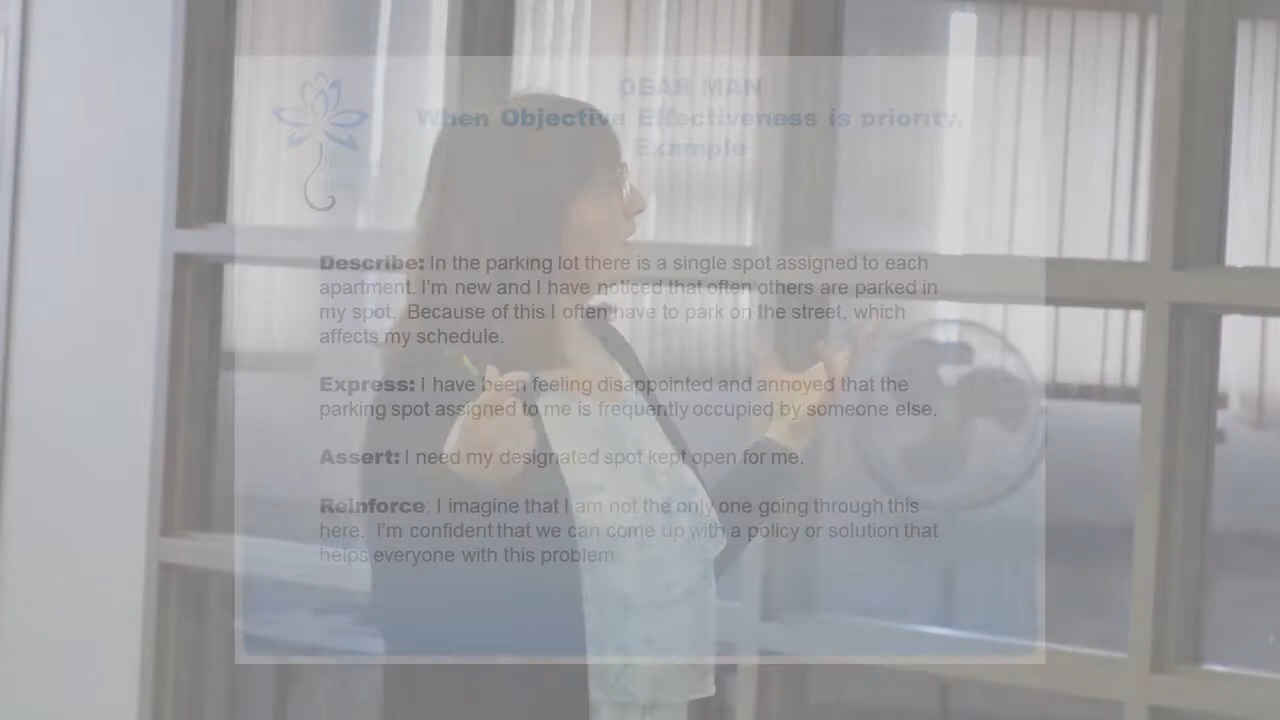 DEAR MAN
When Objective Effectiveness is priority.
Example
Describe: In the parking lot there is a single spot assigned to each
apartment. I'm new and I have noticed that often others are parked in
my spot. Because of this I often have to park on the street, which
affects my schedule.
Express: I have been feeling disappointed and annoyed that the
parking spot assigned to me is frequently occupied by someone else.
Assert: I need my designated spot kept open for me.
Reinforce: I imagine that I am not the only one going through this
here. I'm confident that we can come up with a policy or solution that
helps everyone with this problem